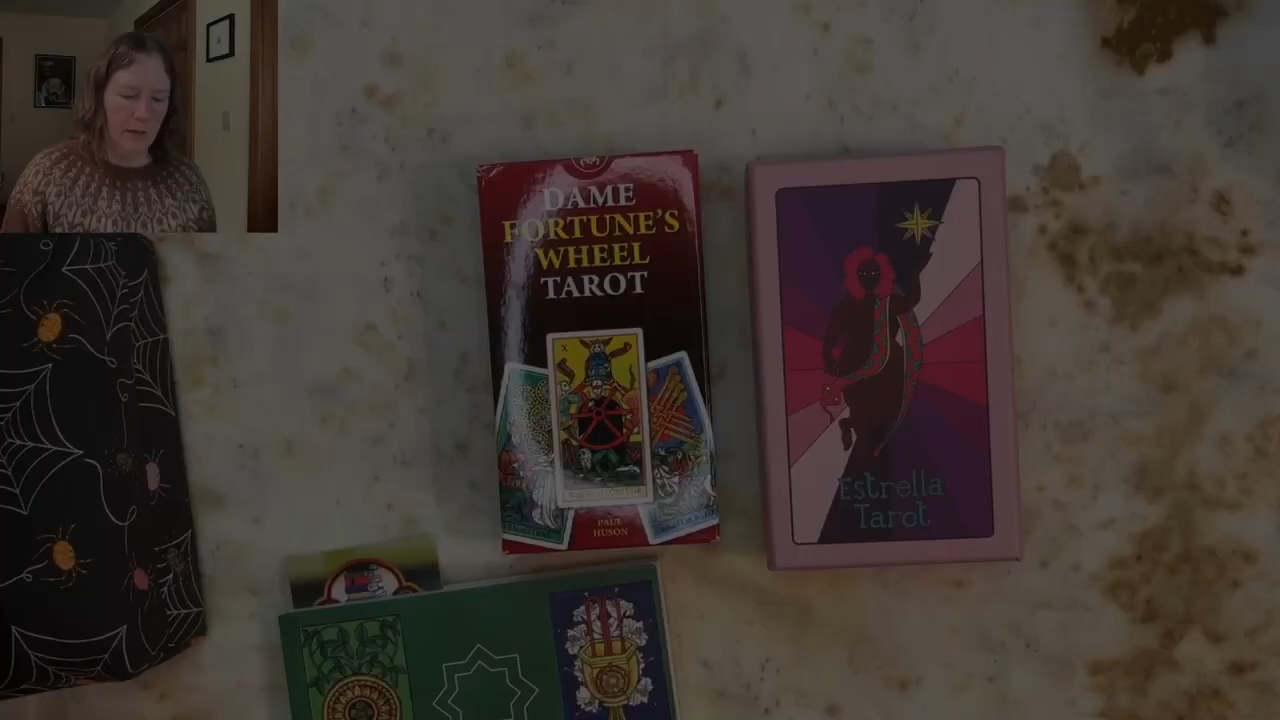 DAME
FORTUNE'S
WHEEL
TAROT
X
PAUL
HUSON
Estrella
Tarot